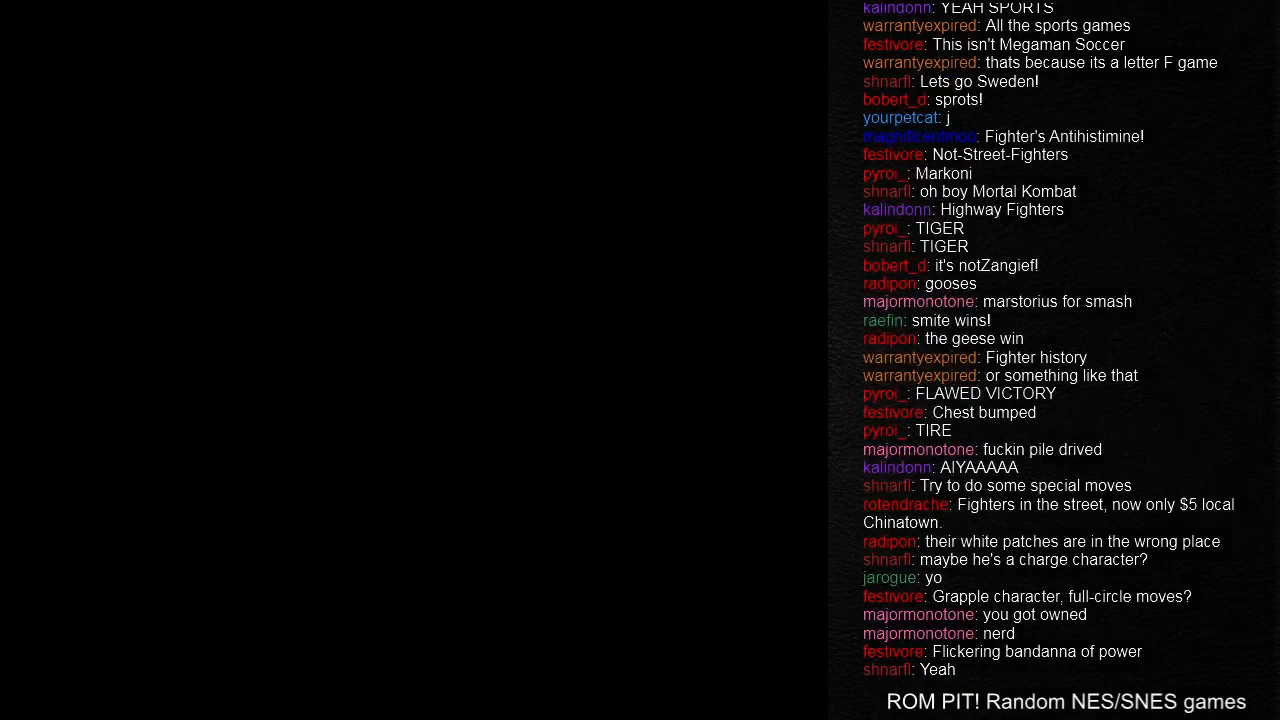 kalindonn: YEAH SPORTS
warrantyexpired: All the sports games
festivore: This isn't Megaman Soccer
warrantyexpired: thats because its a letter F game
shnarfl: Lets go Sweden!
bobert_d: sprots!
yourpetcat: j
magnificentmoo: Fighter's Antihistimine!
festivore: Not-Street-Fighters
pyroi_: Markoni
shnarfl: oh boy Mortal Kombat
kalindonn: Highway Fighters
pyroi_: TIGER
shnarfl: TIGER
bobert_d: it's notZangief!
radipon: gooses
majormonotone: marstorius for smash
raefin: smite wins!
radipon: the geese win
warrantyexpired: Fighter history
warrantyexpired: or something like that
pyroi_: FLAWED VICTORY
festivore: Chest bumped
pyroi_: TIRE
majormonotone: fuckin pile drived
kalindonn: AIYAAAAA
shnarfl: Try to do some special moves
rotendrache: Fighters in the street, now only $5 local
Chinatown.
radipon: their white patches are in the wrong place
shnarfl: maybe he's a charge character?
jarogue: yo
festivore: Grapple character, full-circle moves?
majormonotone: you got owned
majormonotone: nerd
festivore: Flickering bandanna of power
shnarfl: Yeah
ROM PIT! Random NES/SNES games